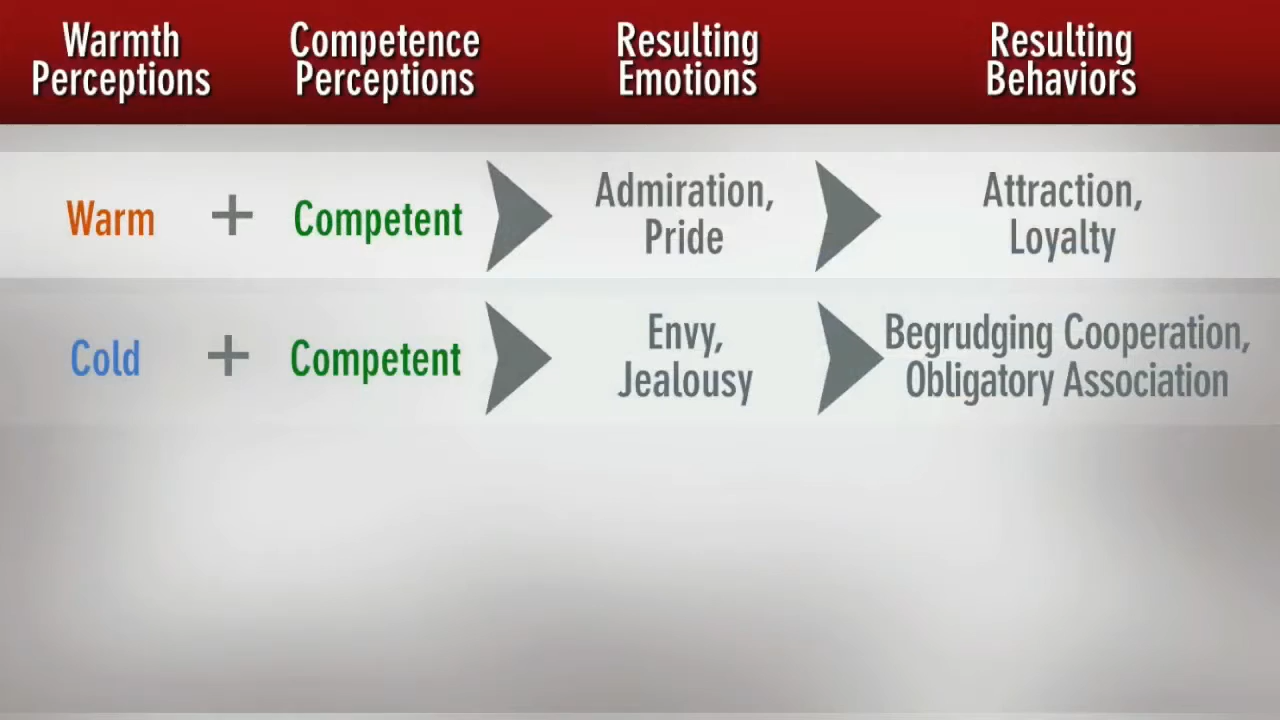 Warmth Perceptions
Competence Perceptions
Resulting Emotions
Resulting Behaviors
Warm + Competent
Admiration,
Pride
Attraction,
Loyalty
Cold + Competent
Envy,
Jealousy
Begrudging Cooperation,
Obligatory Association